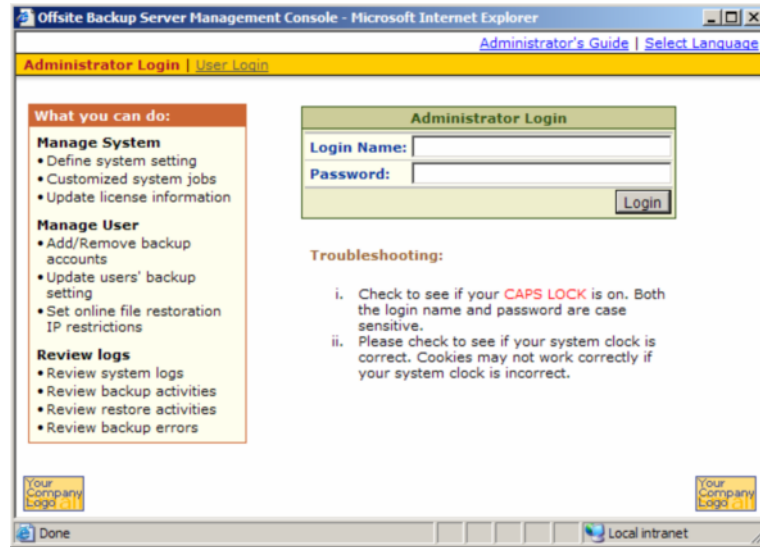 Offsite Backup Server Management Console - Microsoft Internet Explorer
Administrator's Guide | Select Language
Administrator Login | User Login
What you can do:
Manage System
• Define system setting
• Customized system jobs
• Update license information
Manage User
• Add/Remove backup
accounts
• Update users' backup
setting
• Set online file restoration
IP restrictions
Review logs
• Review system logs
• Review backup activities
• Review restore activities
• Review backup errors
Administrator Login
Login Name:
Password:
Login
Troubleshooting:
i. Check to see if your CAPS LOCK is on. Both
the login name and password are case
sensitive.
ii. Please check to see if your system clock is
correct. Cookies may not work correctly if
your system clock is incorrect.
Your
Company
Logo
Your
Company
Logo
Done
Local intranet